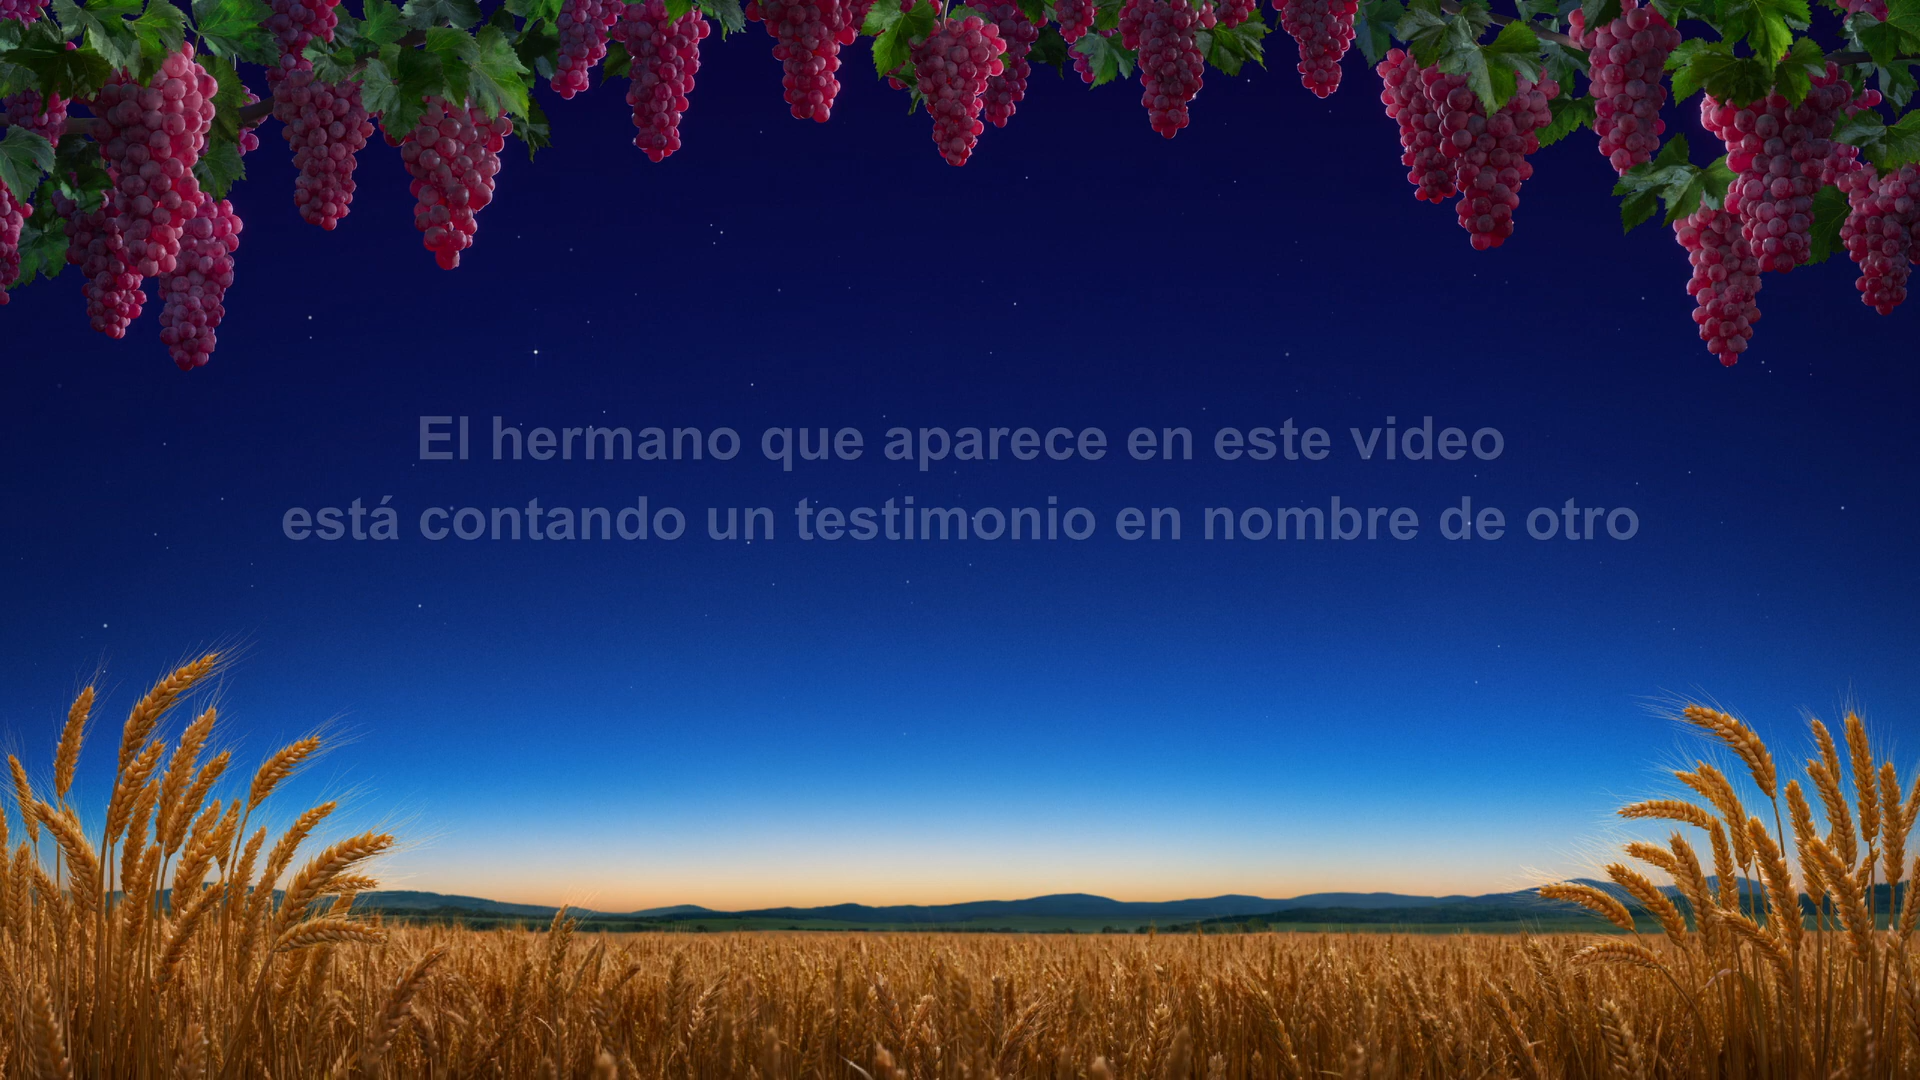 El hermano que aparece en este video
está contando un testimonio en nombre de otro